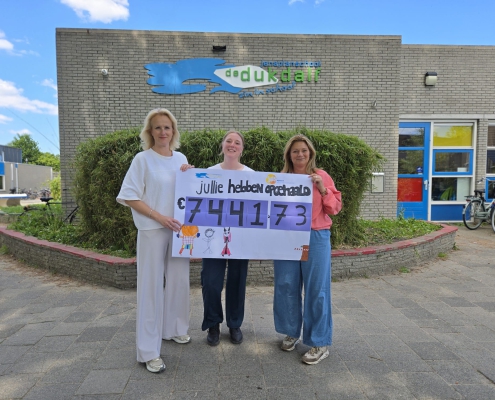 de dukdalf
jullie hebben opgehaald
€ 7441.73